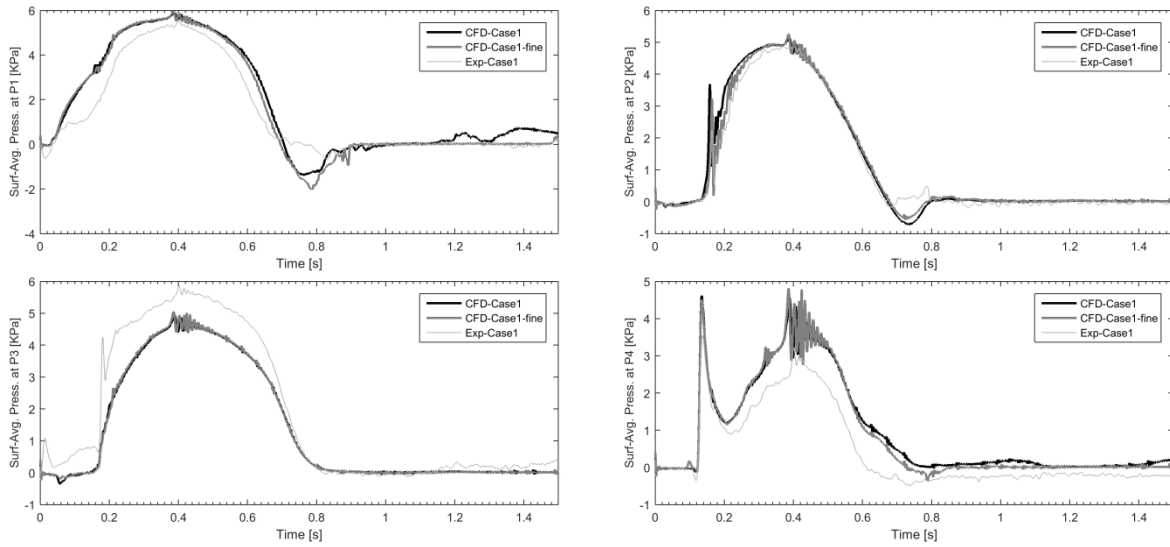 6
4
2
0
-2
-4
Surf-Avg. Press. at P1 [KPa]
CFD-Case1
CFD-Case1-fine
Exp-Case1
0 0.2 0.4 0.6 0.8 1 1.2 1.4
Time [s]
6
5
4
3
2
1
0
-1
Surf-Avg. Press. at P2 [KPa]
CFD-Case1
CFD-Case1-fine
Exp-Case1
0 0.2 0.4 0.6 0.8 1 1.2 1.4
Time [s]
6
5
4
3
2
1
0
-1
Surf-Avg. Press. at P3 [KPa]
CFD-Case1
CFD-Case1-fine
Exp-Case1
0 0.2 0.4 0.6 0.8 1 1.2 1.4
Time [s]
5
4
3
2
1
0
-1
Surf-Avg. Press. at P4 [KPa]
CFD-Case1
CFD-Case1-fine
Exp-Case1
0 0.2 0.4 0.6 0.8 1 1.2 1.4
Time [s]